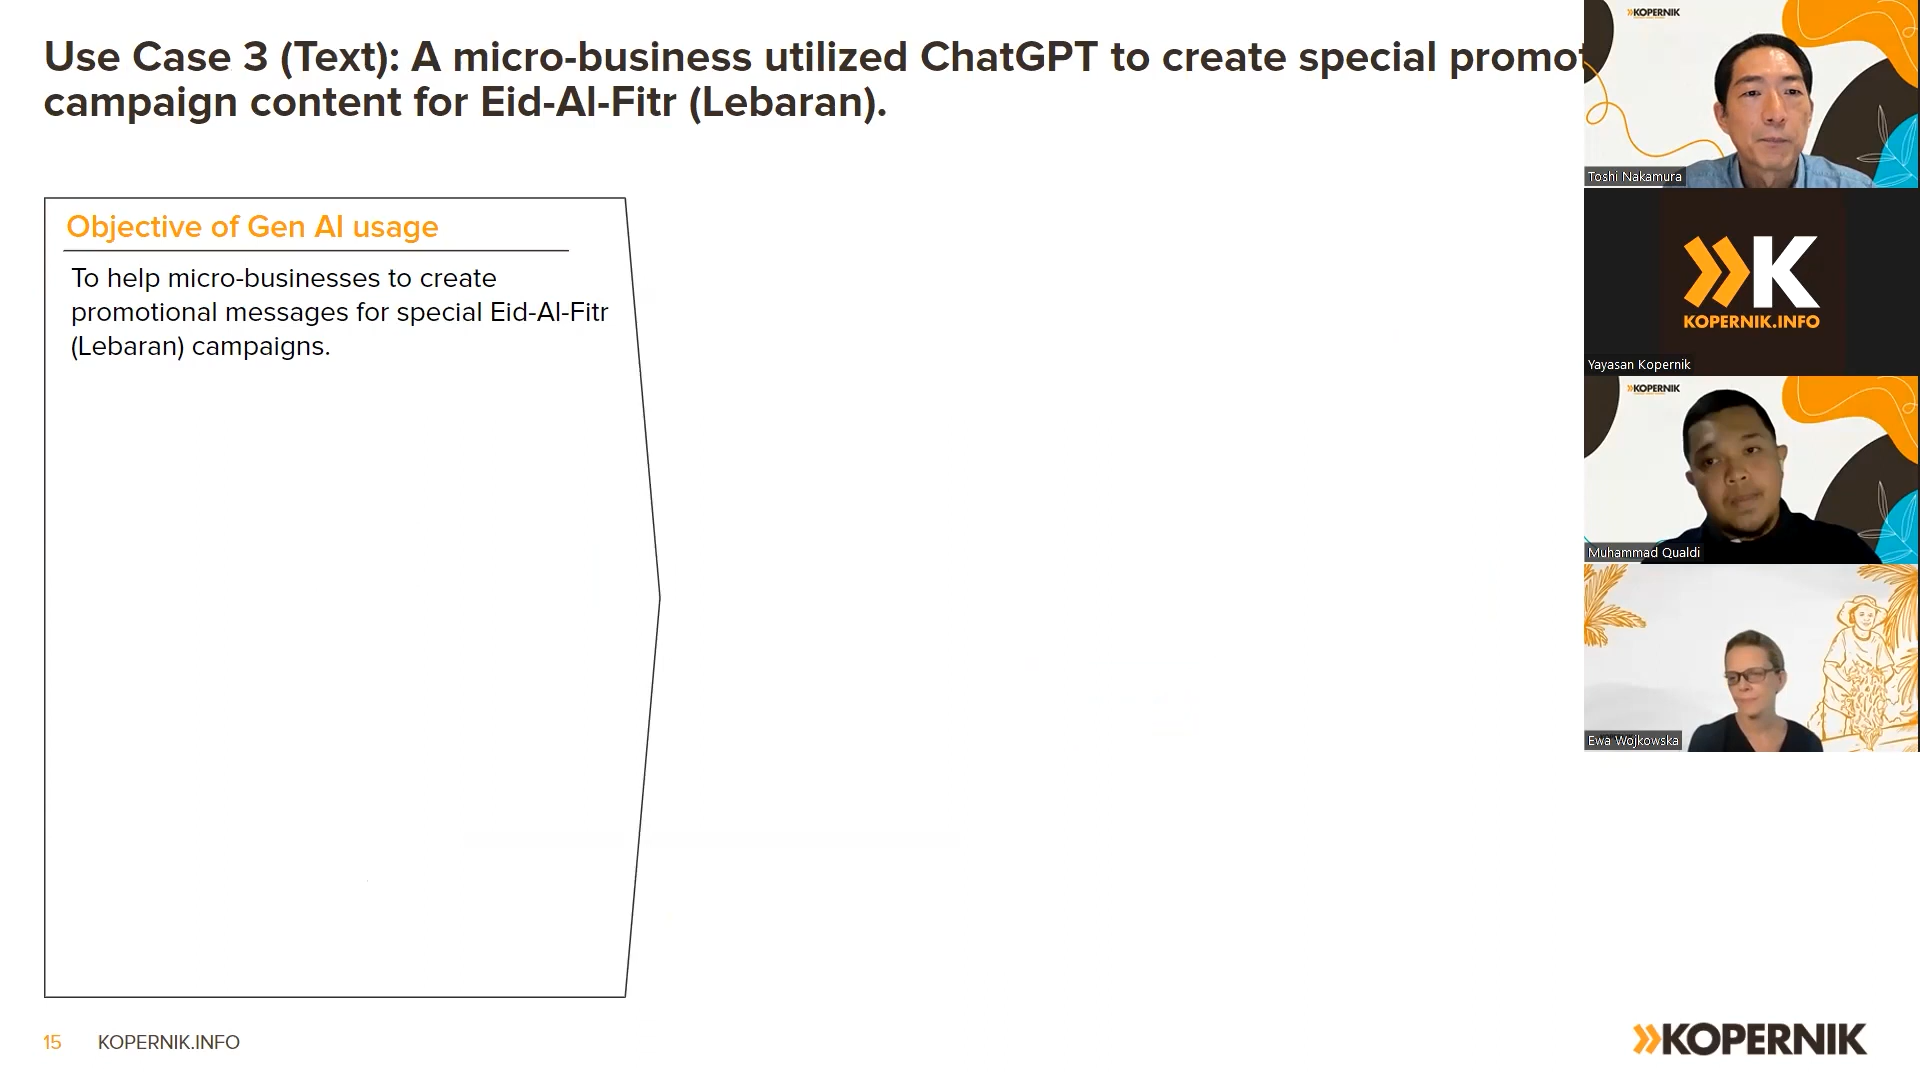 Use Case 3 (Text): A micro-business utilized ChatGPT to create special promot
campaign content for Eid-Al-Fitr (Lebaran).
Objective of Gen AI usage
To help micro-businesses to create
promotional messages for special Eid-Al-Fitr
(Lebaran) campaigns.
15 KOPERNIK.INFO
KOPERNIK
KOPERNIK
Toshi Nakamura
K
KOPERNIK.INFO
Yayasan Kopernik
KOPERNIK
Muhammad Qualdi
Ewa Wojkowska